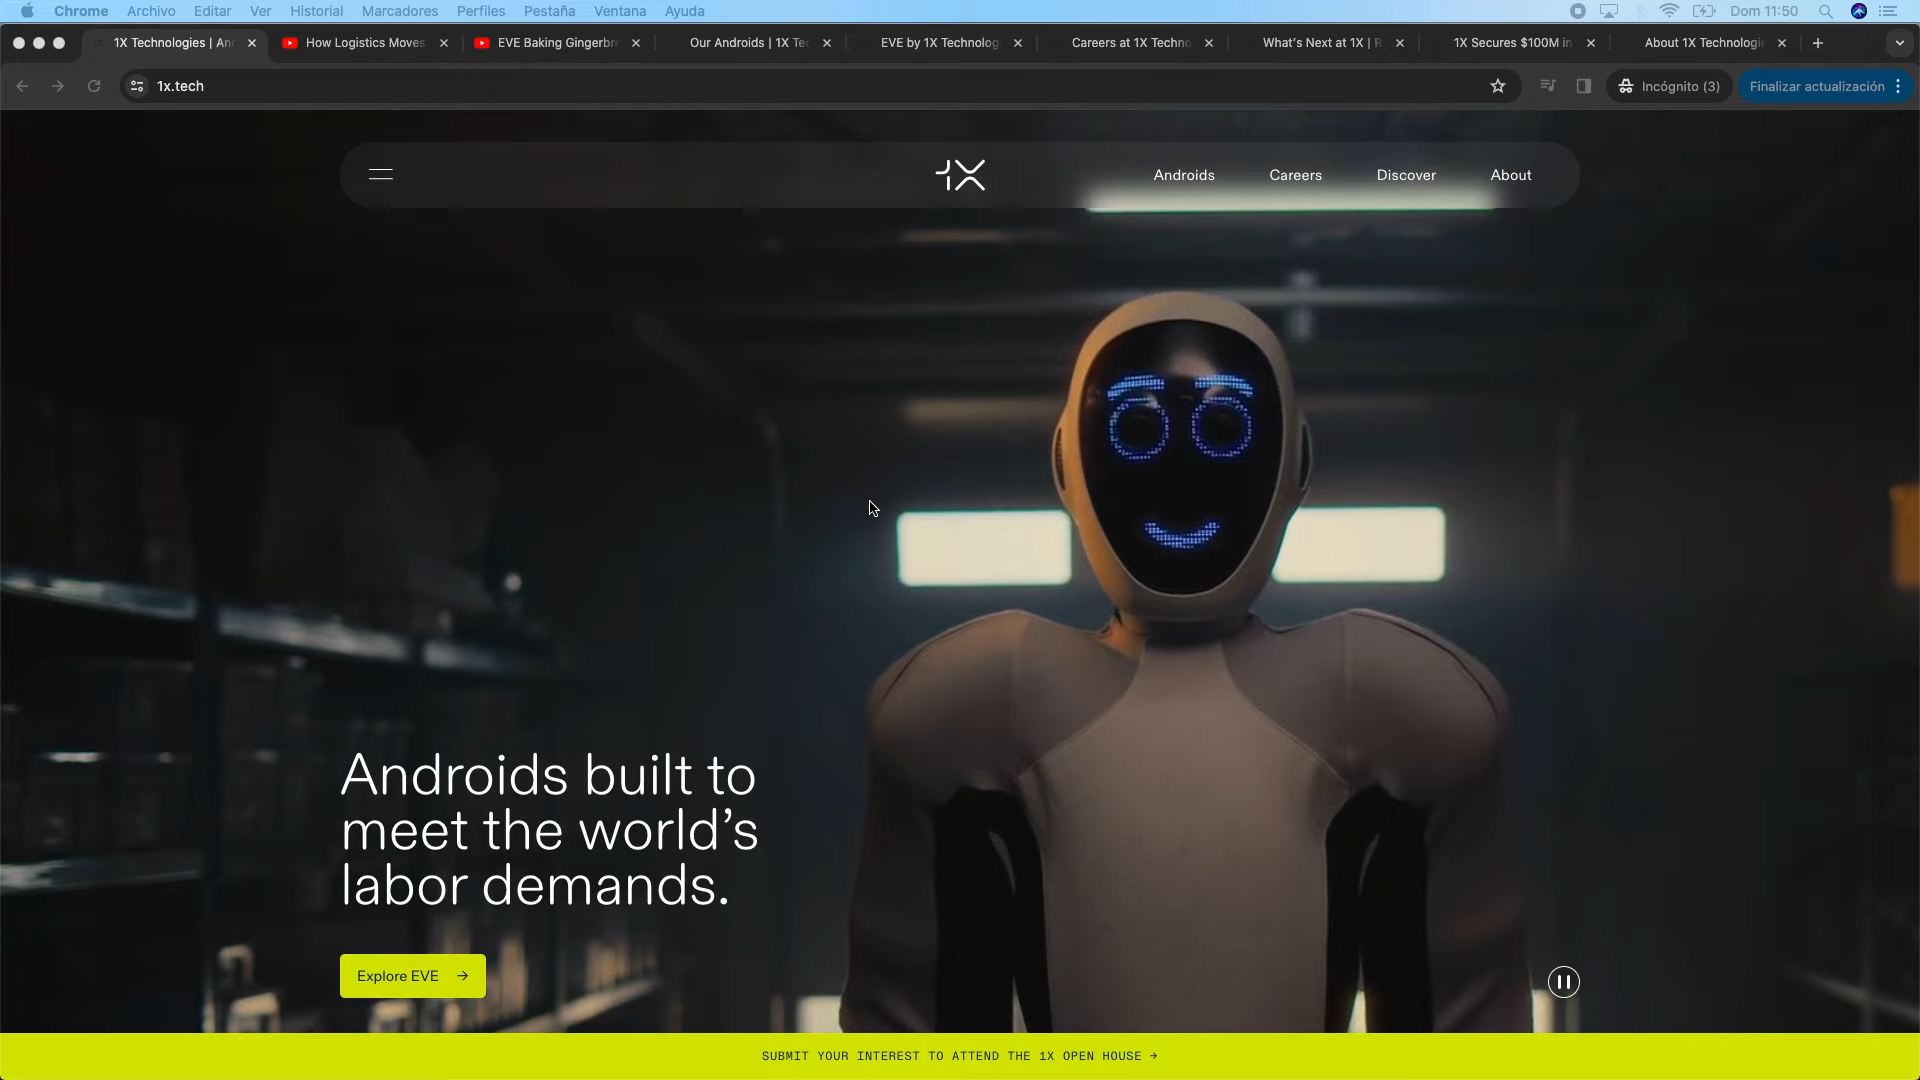 Chrome Archivo Editar Ver Historial Marcadores Perfiles Pestaña Ventana Ayuda Dom 11:50
1X Technologies | An
How Logistics Moves
EVE Baking Gingerbre
Our Androids | 1X Te
EVE by 1X Technolog
Careers at 1X Techno
What's Next at 1X | R
1X Secures $100M in
About 1X Technologi
1x.tech
Incógnito (3)
Finalizar actualización
1X
Androids Careers Discover About
Androids built to
meet the world's
labor demands.
Explore EVE →
SUBMIT YOUR INTEREST TO ATTEND THE 1X OPEN HOUSE →